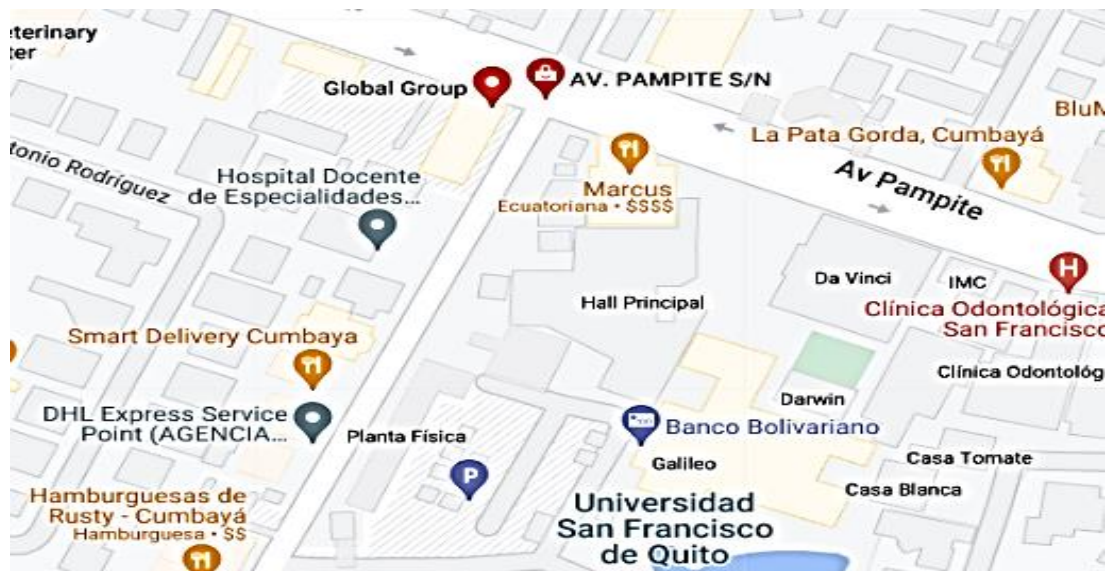 eterinary
ter
Global Group
AV. PAMPITE S/N
BluM
La Pata Gorda, Cumbayá
tonio Rodríguez
Hospital Docente
de Especialidades...
Marcus
Ecuatoriana • $$$$
Av Pampite
Da Vinci
IMC
H
Hall Principal
Clínica Odontológica
San Francisco
Smart Delivery Cumbaya
Clínica Odontológ
Darwin
DHL Express Service
Point (AGENCIA...
Planta Física
Banco Bolivariano
Galileo
Casa Tomate
P
Casa Blanca
Hamburguesas de
Rusty - Cumbayá
Hamburguesa • $$
Universidad
San Francisco
de Quito